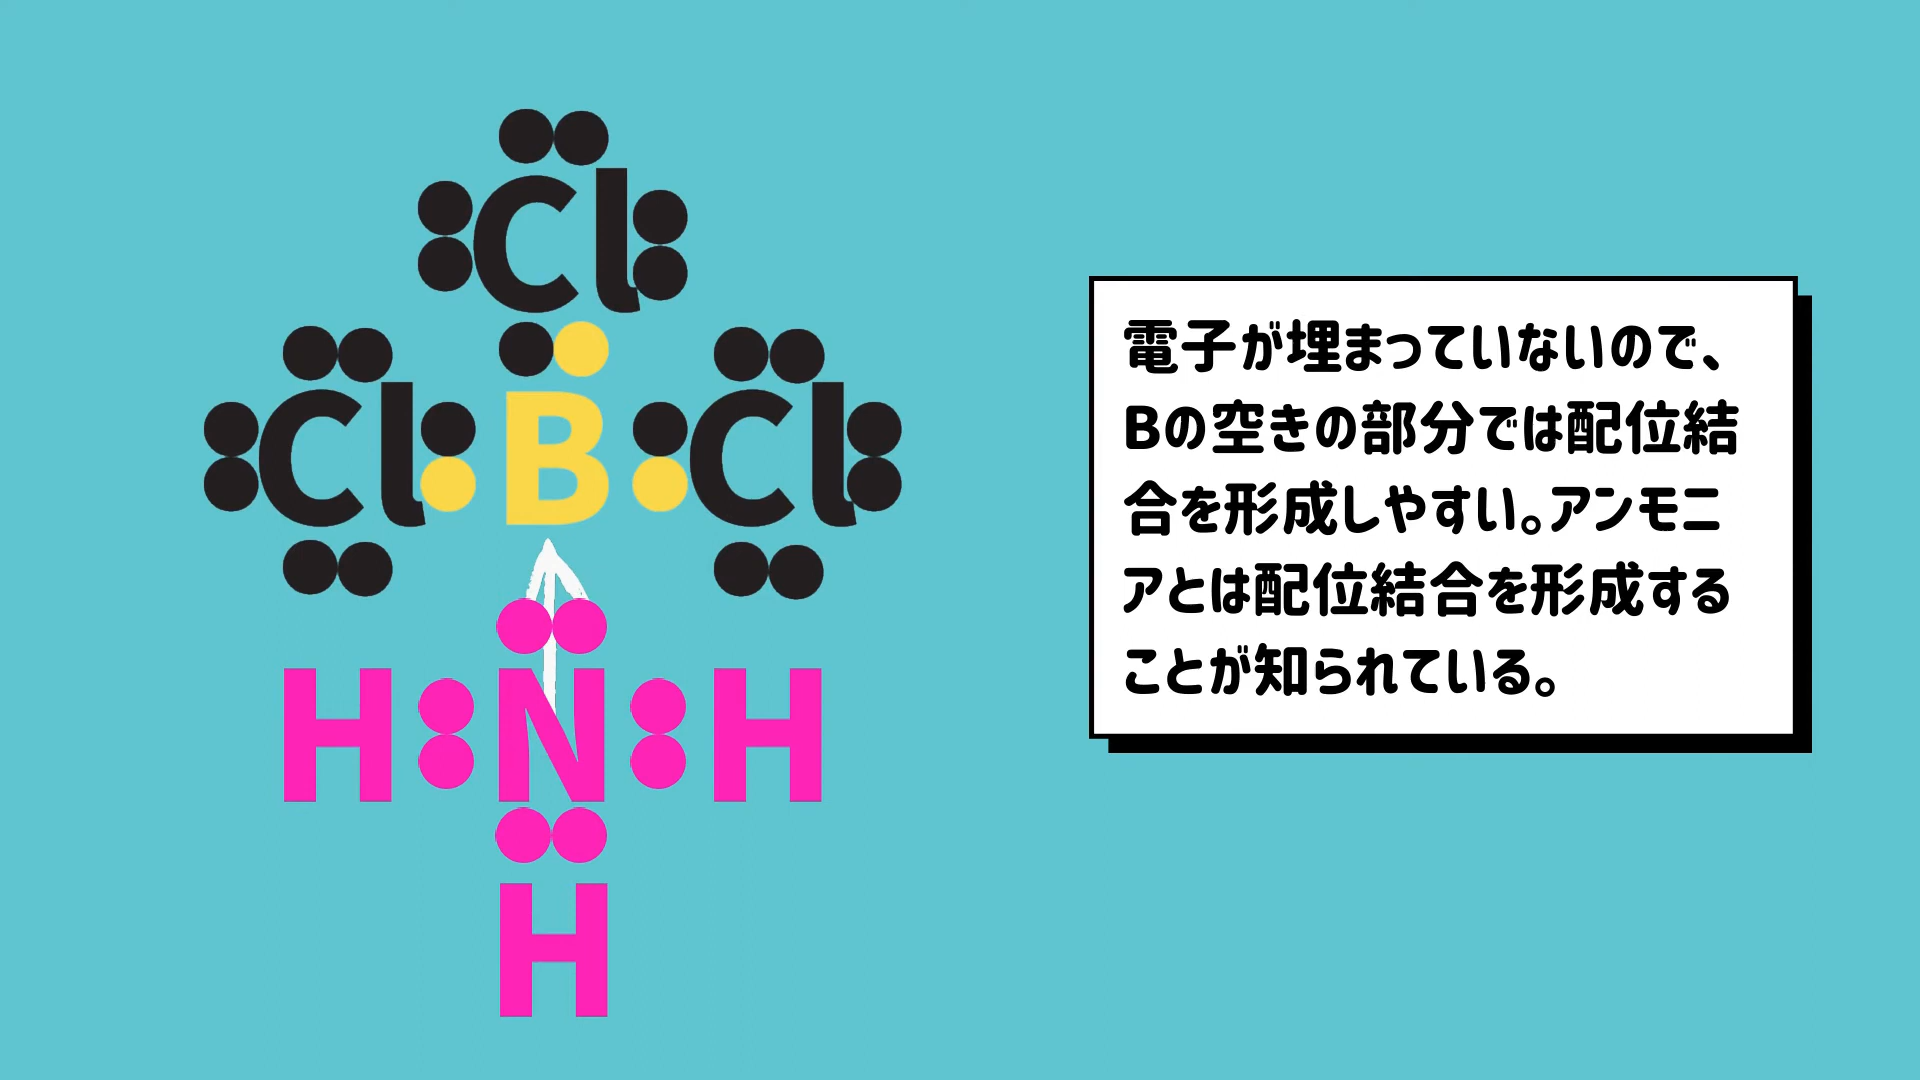 Cl
Cl B Cl
H N H
H
電子が埋まっていないので、
Bの空きの部分では配位結
合を形成しやすい。アンモニ
アとは配位結合を形成する
ことが知られている。